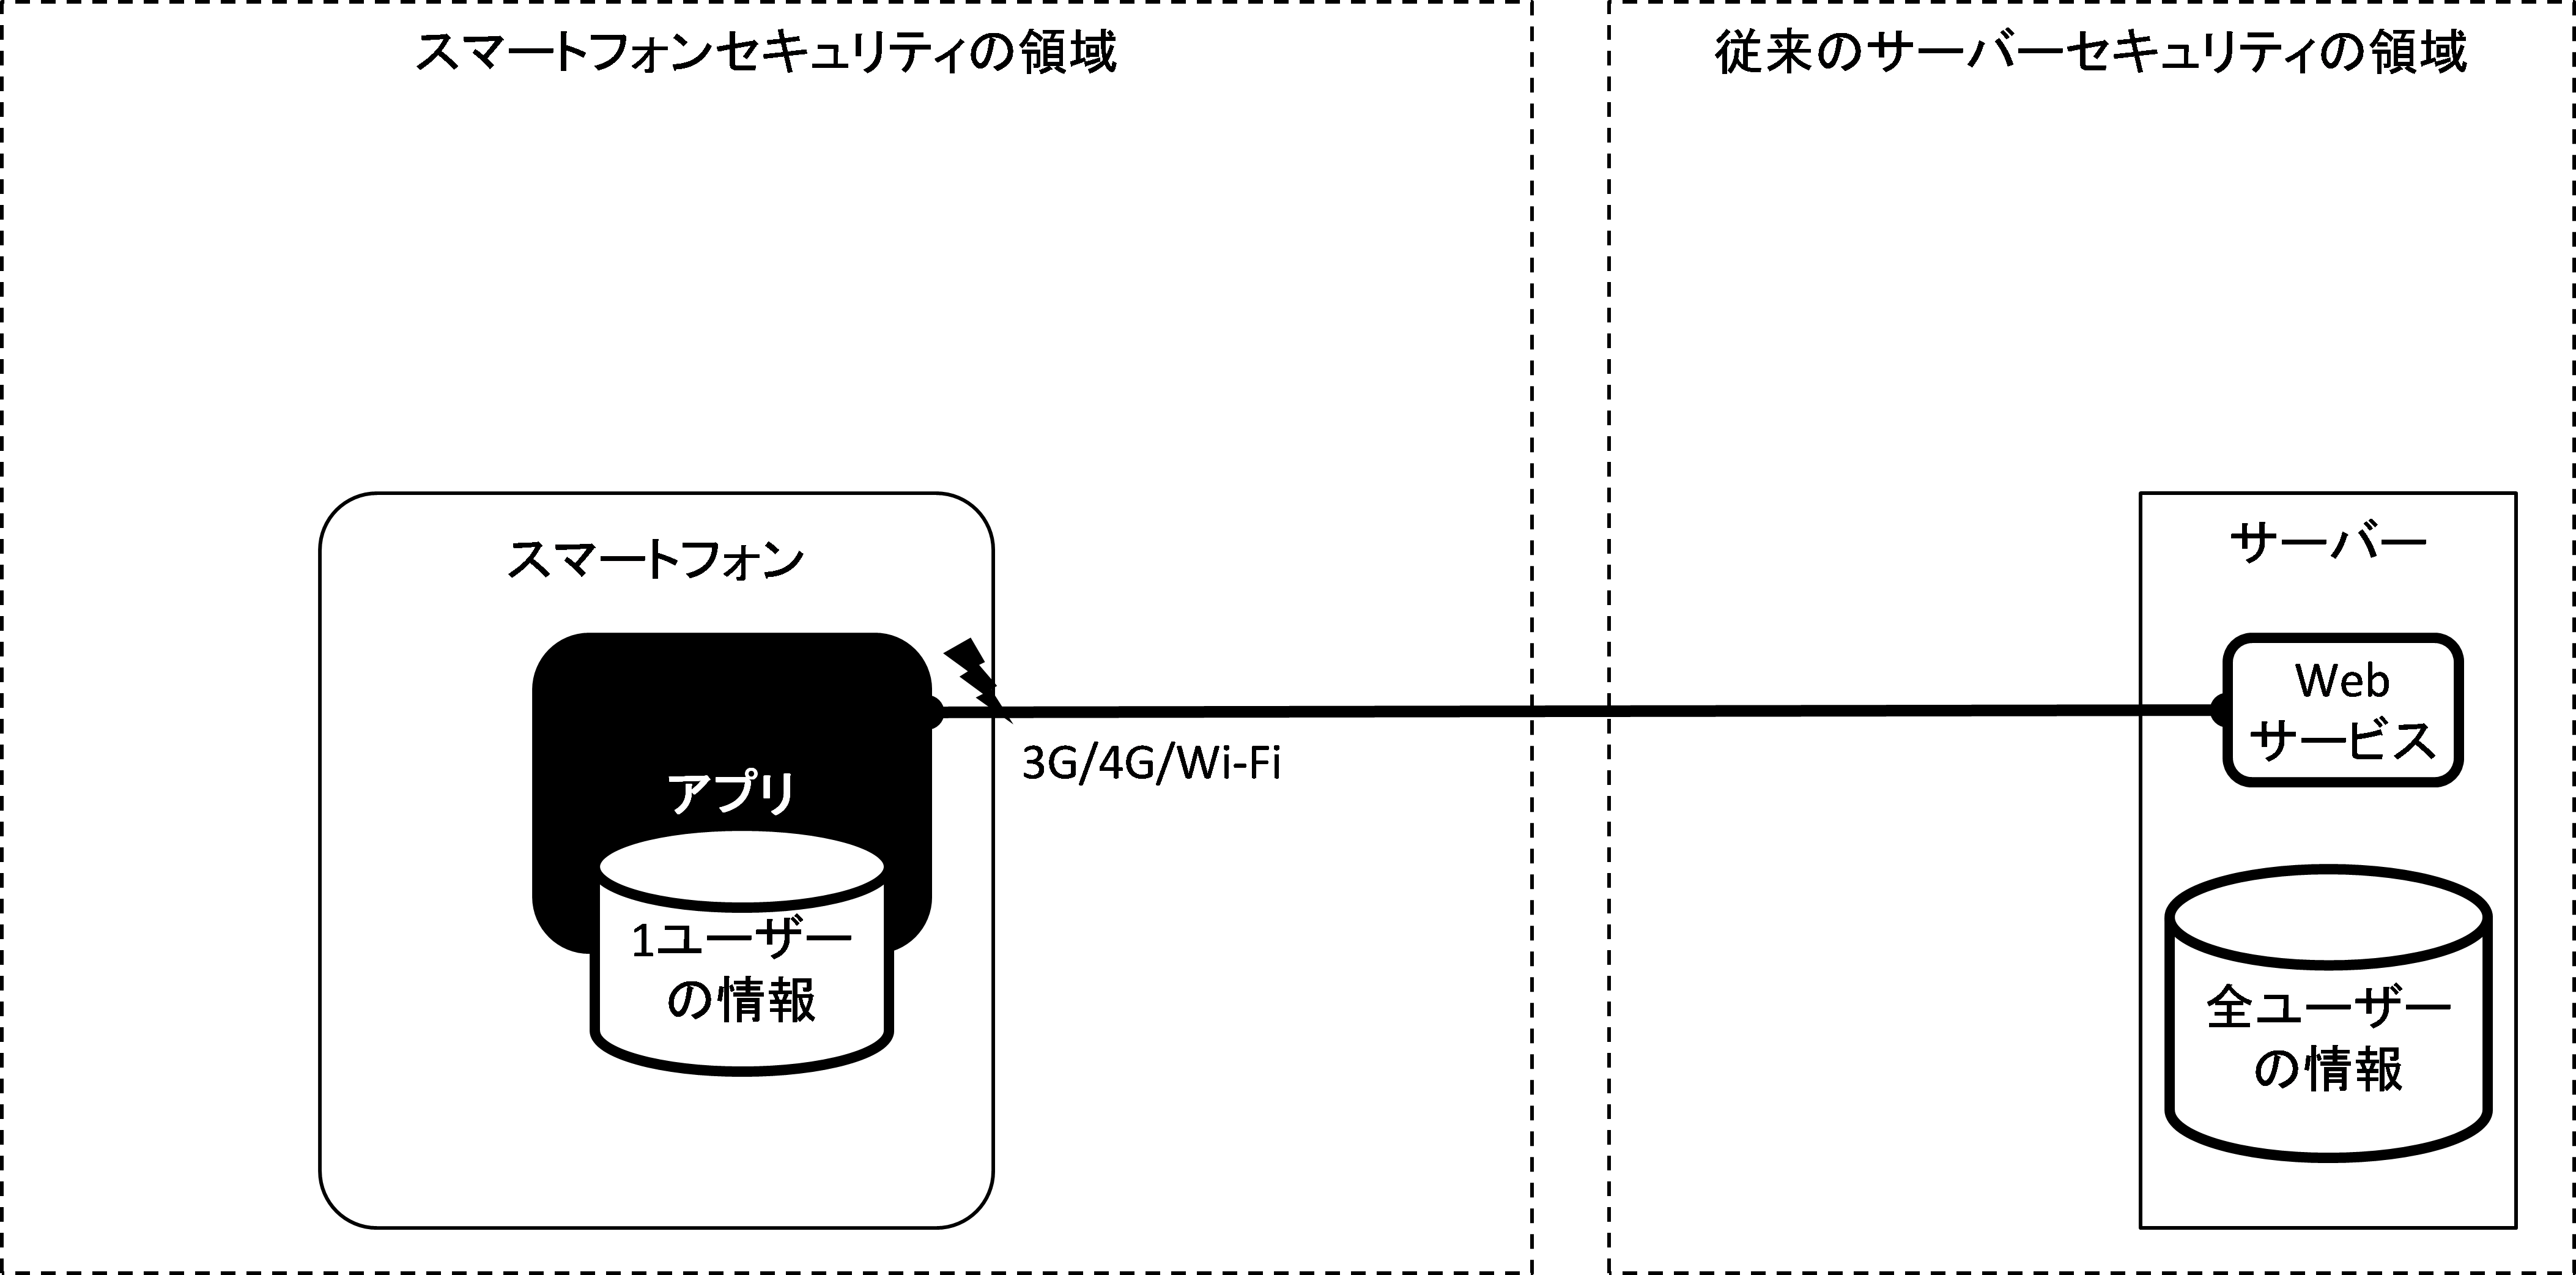 スマートフォンセキュリティの領域
従来のサーバーセキュリティの領域
スマートフォン
アプリ
1ユーザー
の情報
3G/4G/Wi-Fi
サーバー
Web
サービス
全ユーザー
の情報